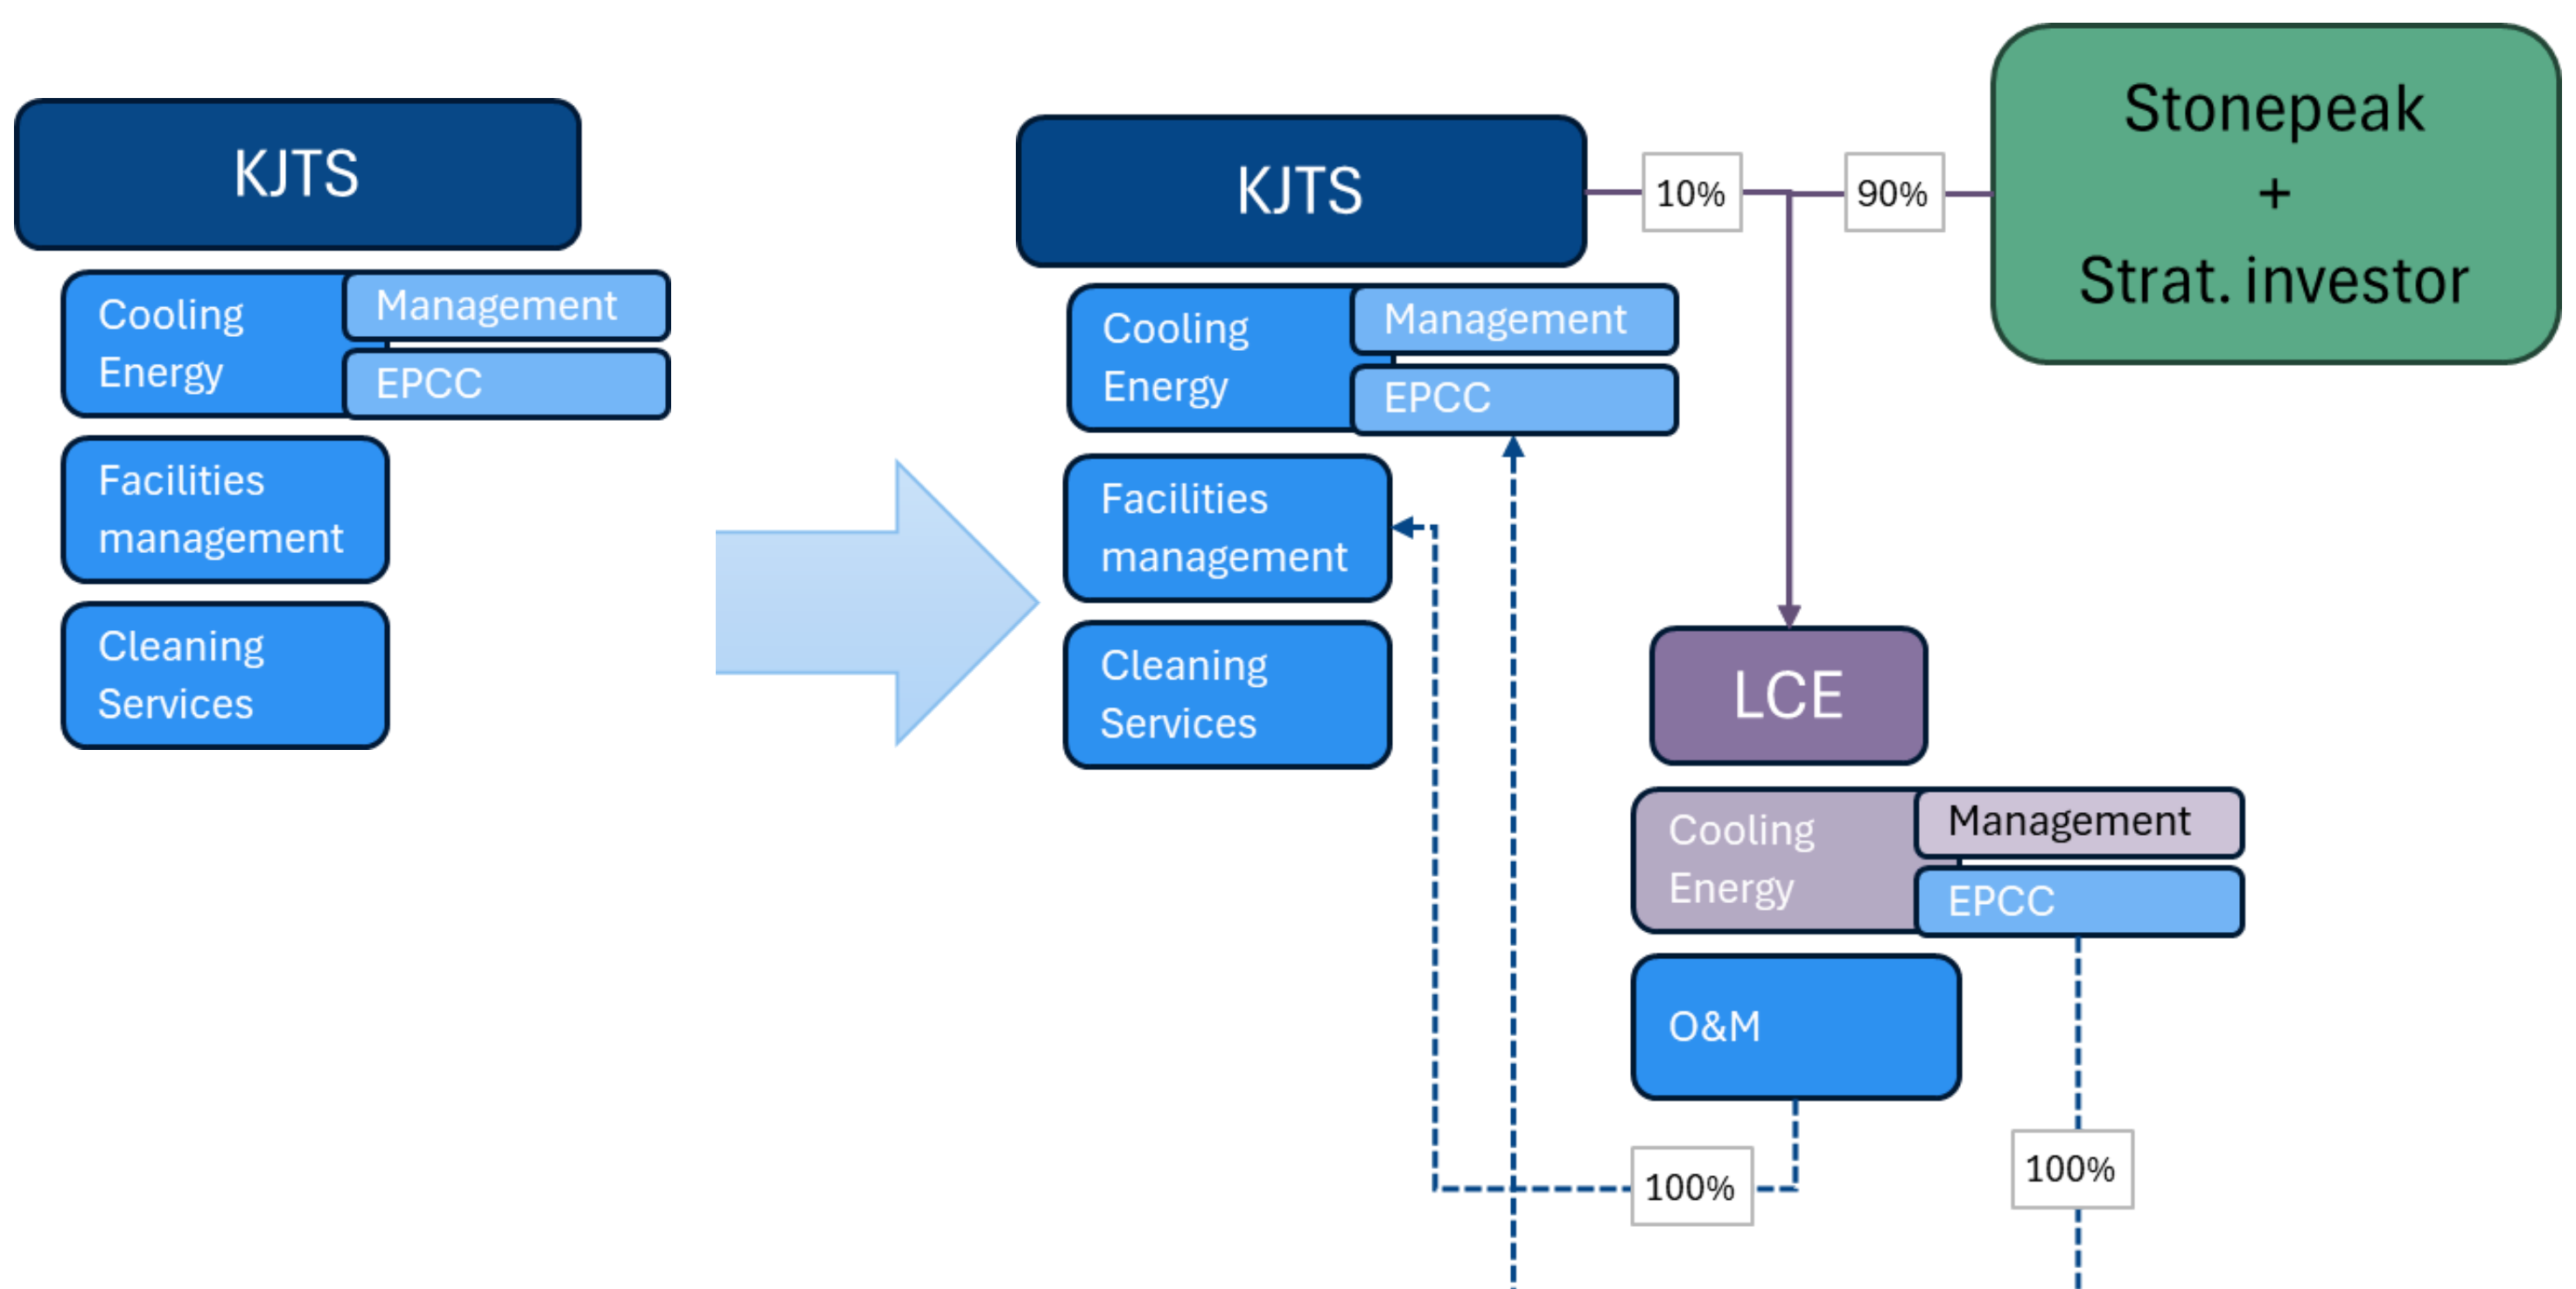 KJTS
Cooling
Energy
Management
EPCC
Facilities
management
Cleaning
Services
KJTS
10%
90%
Stonepeak
+
Strat. investor
Cooling
Energy
Management
EPCC
Facilities
management
Cleaning
Services
LCE
Cooling
Energy
Management
EPCC
O&M
100%
100%